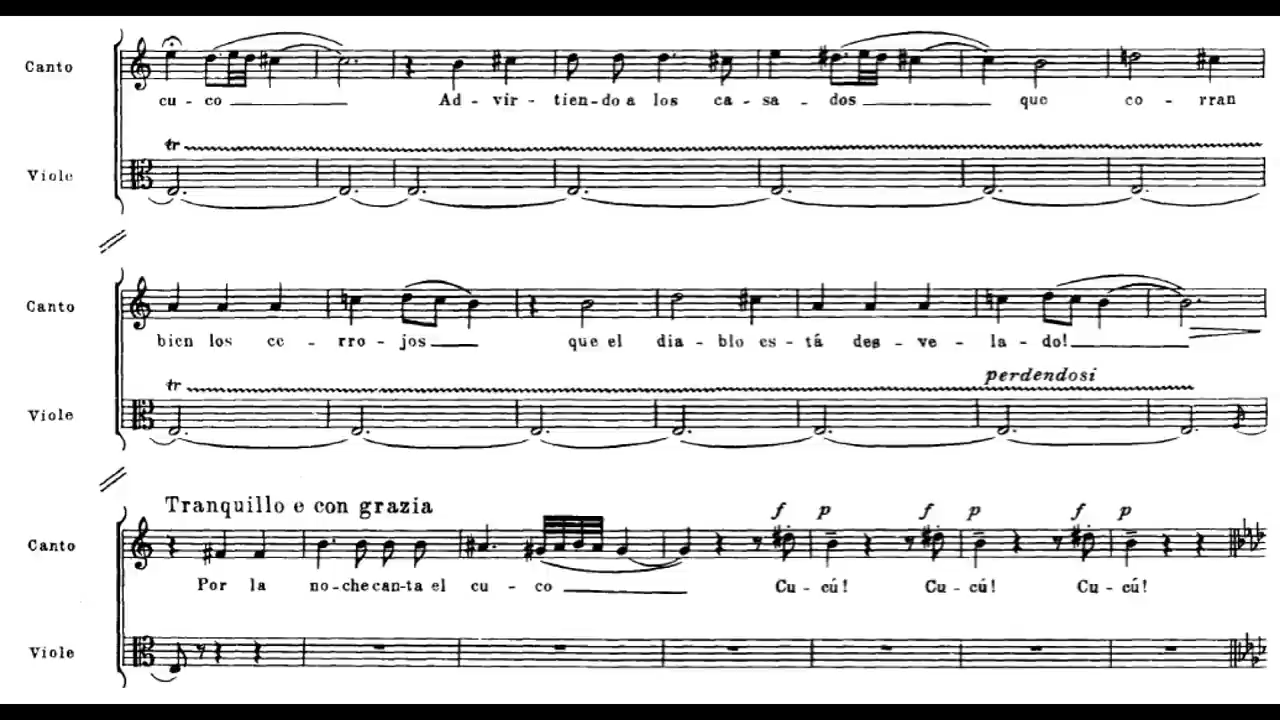 Canto
cu-co
Ad-vir-tien-do a los ca-sa-dos que co-rran
tr
Viole
Canto
bien los ce-rro-jos que el dia-blo es-tá des-ve-la-do!
perdendosi
tr
Viole
Tranquillo e con grazia
f p f p f p
Canto
Por la no-che can-ta el cu-co Cu-cú! Cu-cú! Cu-cú!
Viole